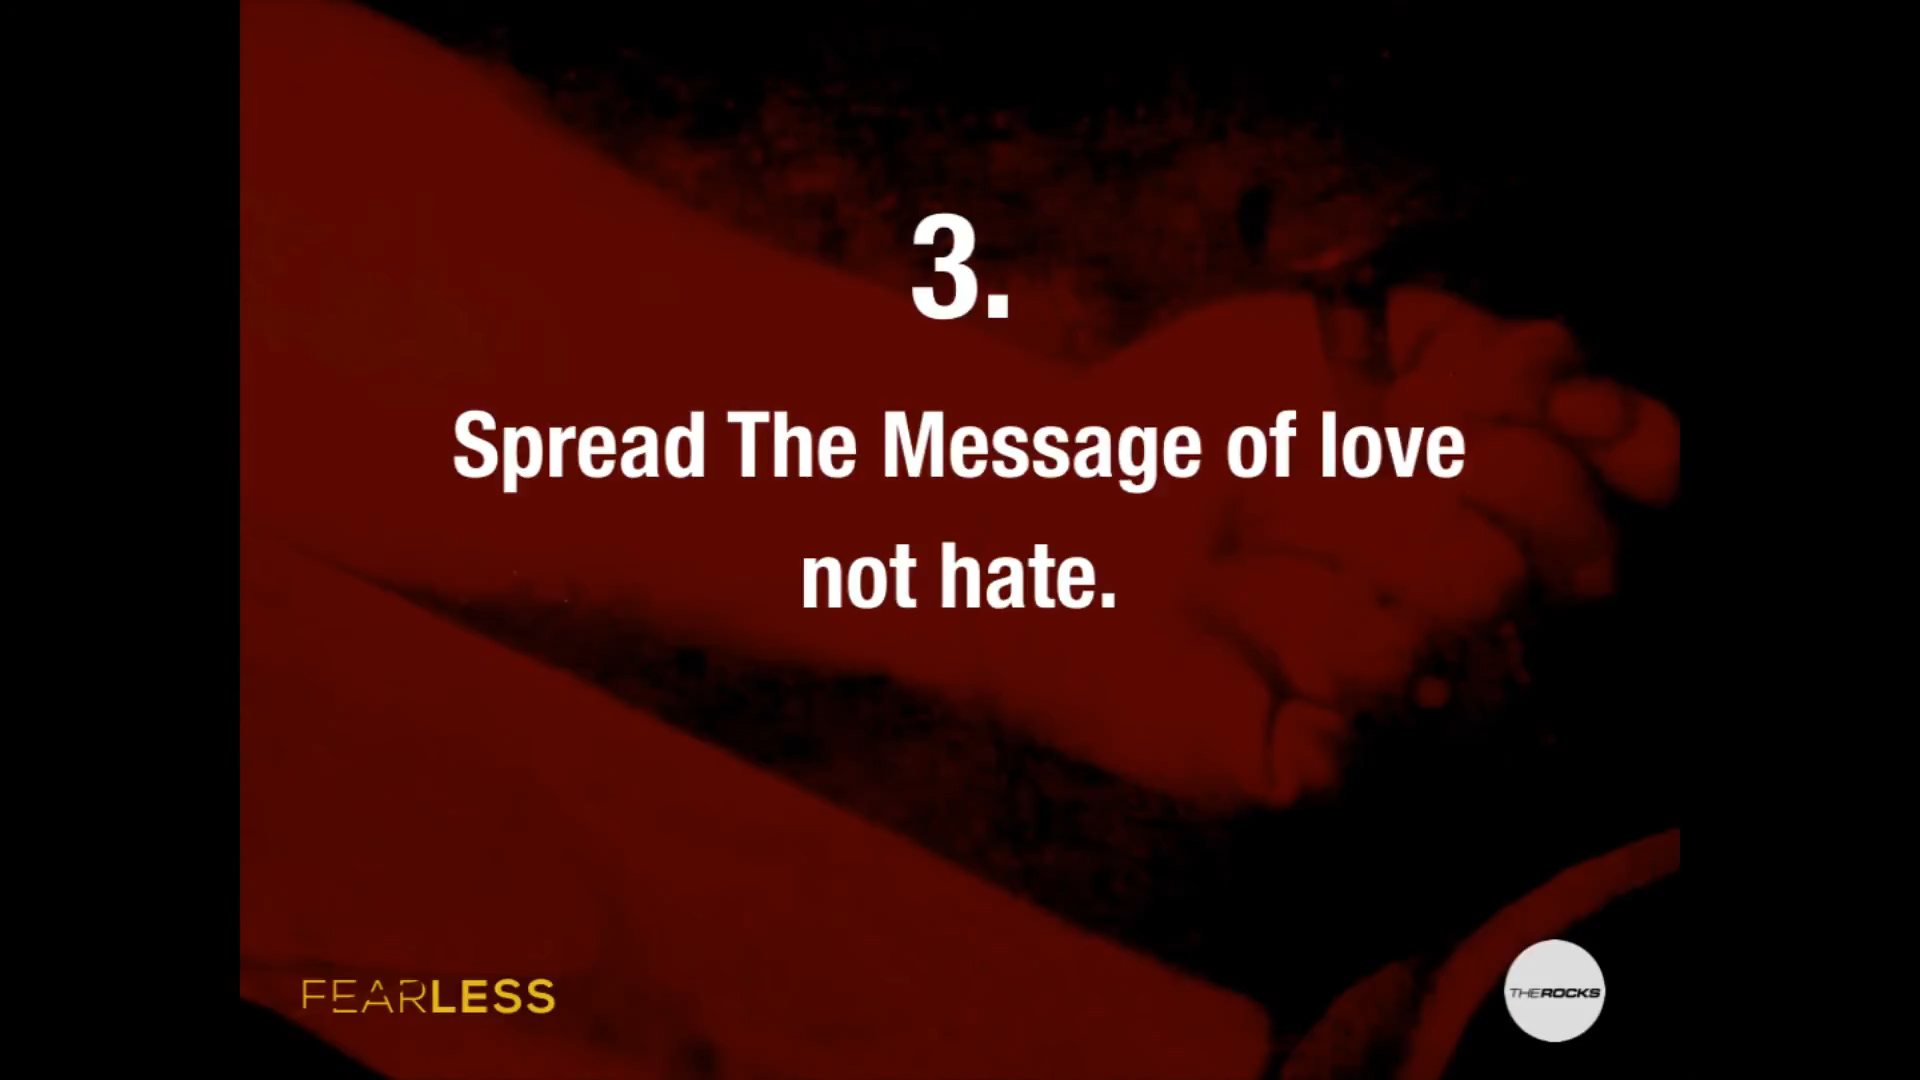 3.
Spread The Message of love
not hate.
FEARLESS
THEROCKS